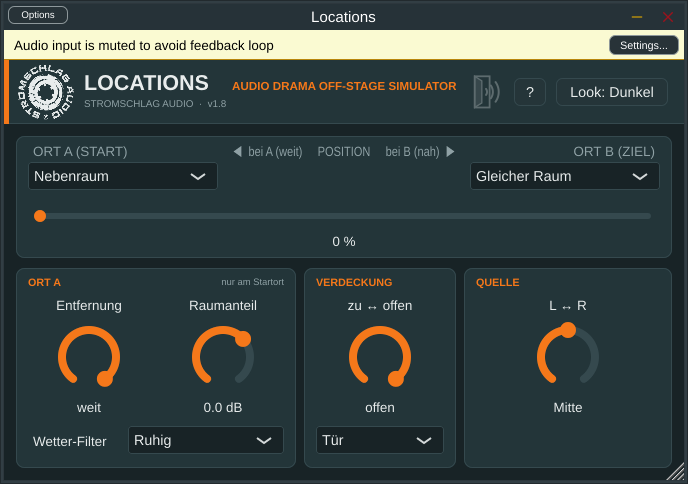 Options
Locations
Audio input is muted to avoid feedback loop
Settings...
STROMSCHLAG AUDIO
LOCATIONS
AUDIO DRAMA OFF-STAGE SIMULATOR
STROMSCHLAG AUDIO · v1.8
?
Look: Dunkel
ORT A (START)
◀ bei A (weit) POSITION bei B (nah) ▶
ORT B (ZIEL)
Nebenraum
Gleicher Raum
0 %
ORT A
nur am Startort
Entfernung
Raumanteil
weit
0.0 dB
Wetter-Filter
Ruhig
VERDECKUNG
zu ↔ offen
offen
Tür
QUELLE
L ↔ R
Mitte